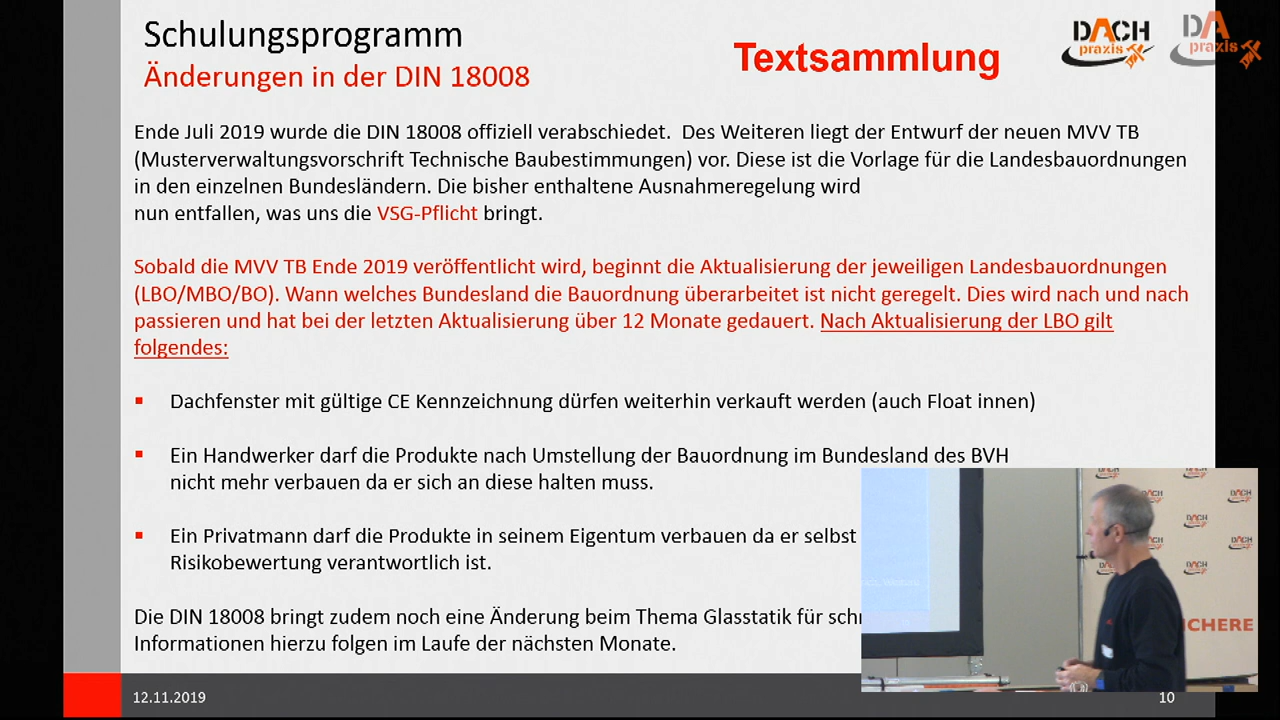 Schulungsprogramm
Änderungen in der DIN 18008
Textsammlung
DACH
praxis
DA
praxis
Ende Juli 2019 wurde die DIN 18008 offiziell verabschiedet. Des Weiteren liegt der Entwurf der neuen MVV TB
(Musterverwaltungsvorschrift Technische Baubestimmungen) vor. Diese ist die Vorlage für die Landesbauordnungen
in den einzelnen Bundesländern. Die bisher enthaltene Ausnahmeregelung wird
nun entfallen, was uns die VSG-Pflicht bringt.
Sobald die MVV TB Ende 2019 veröffentlicht wird, beginnt die Aktualisierung der jeweiligen Landesbauordnungen
(LBO/MBO/BO). Wann welches Bundesland die Bauordnung überarbeitet ist nicht geregelt. Dies wird nach und nach
passieren und hat bei der letzten Aktualisierung über 12 Monate gedauert. Nach Aktualisierung der LBO gilt
folgendes:
▪ Dachfenster mit gültige CE Kennzeichnung dürfen weiterhin verkauft werden (auch Float innen)
▪ Ein Handwerker darf die Produkte nach Umstellung der Bauordnung im Bundesland des BVH
nicht mehr verbauen da er sich an diese halten muss.
▪ Ein Privatmann darf die Produkte in seinem Eigentum verbauen da er selbst
Risikobewertung verantwortlich ist.
Die DIN 18008 bringt zudem noch eine Änderung beim Thema Glasstatik für
Informationen hierzu folgen im Laufe der nächsten Monate.
DACH
DACH
DACH
DACH
ICHERE
12.11.2019
10